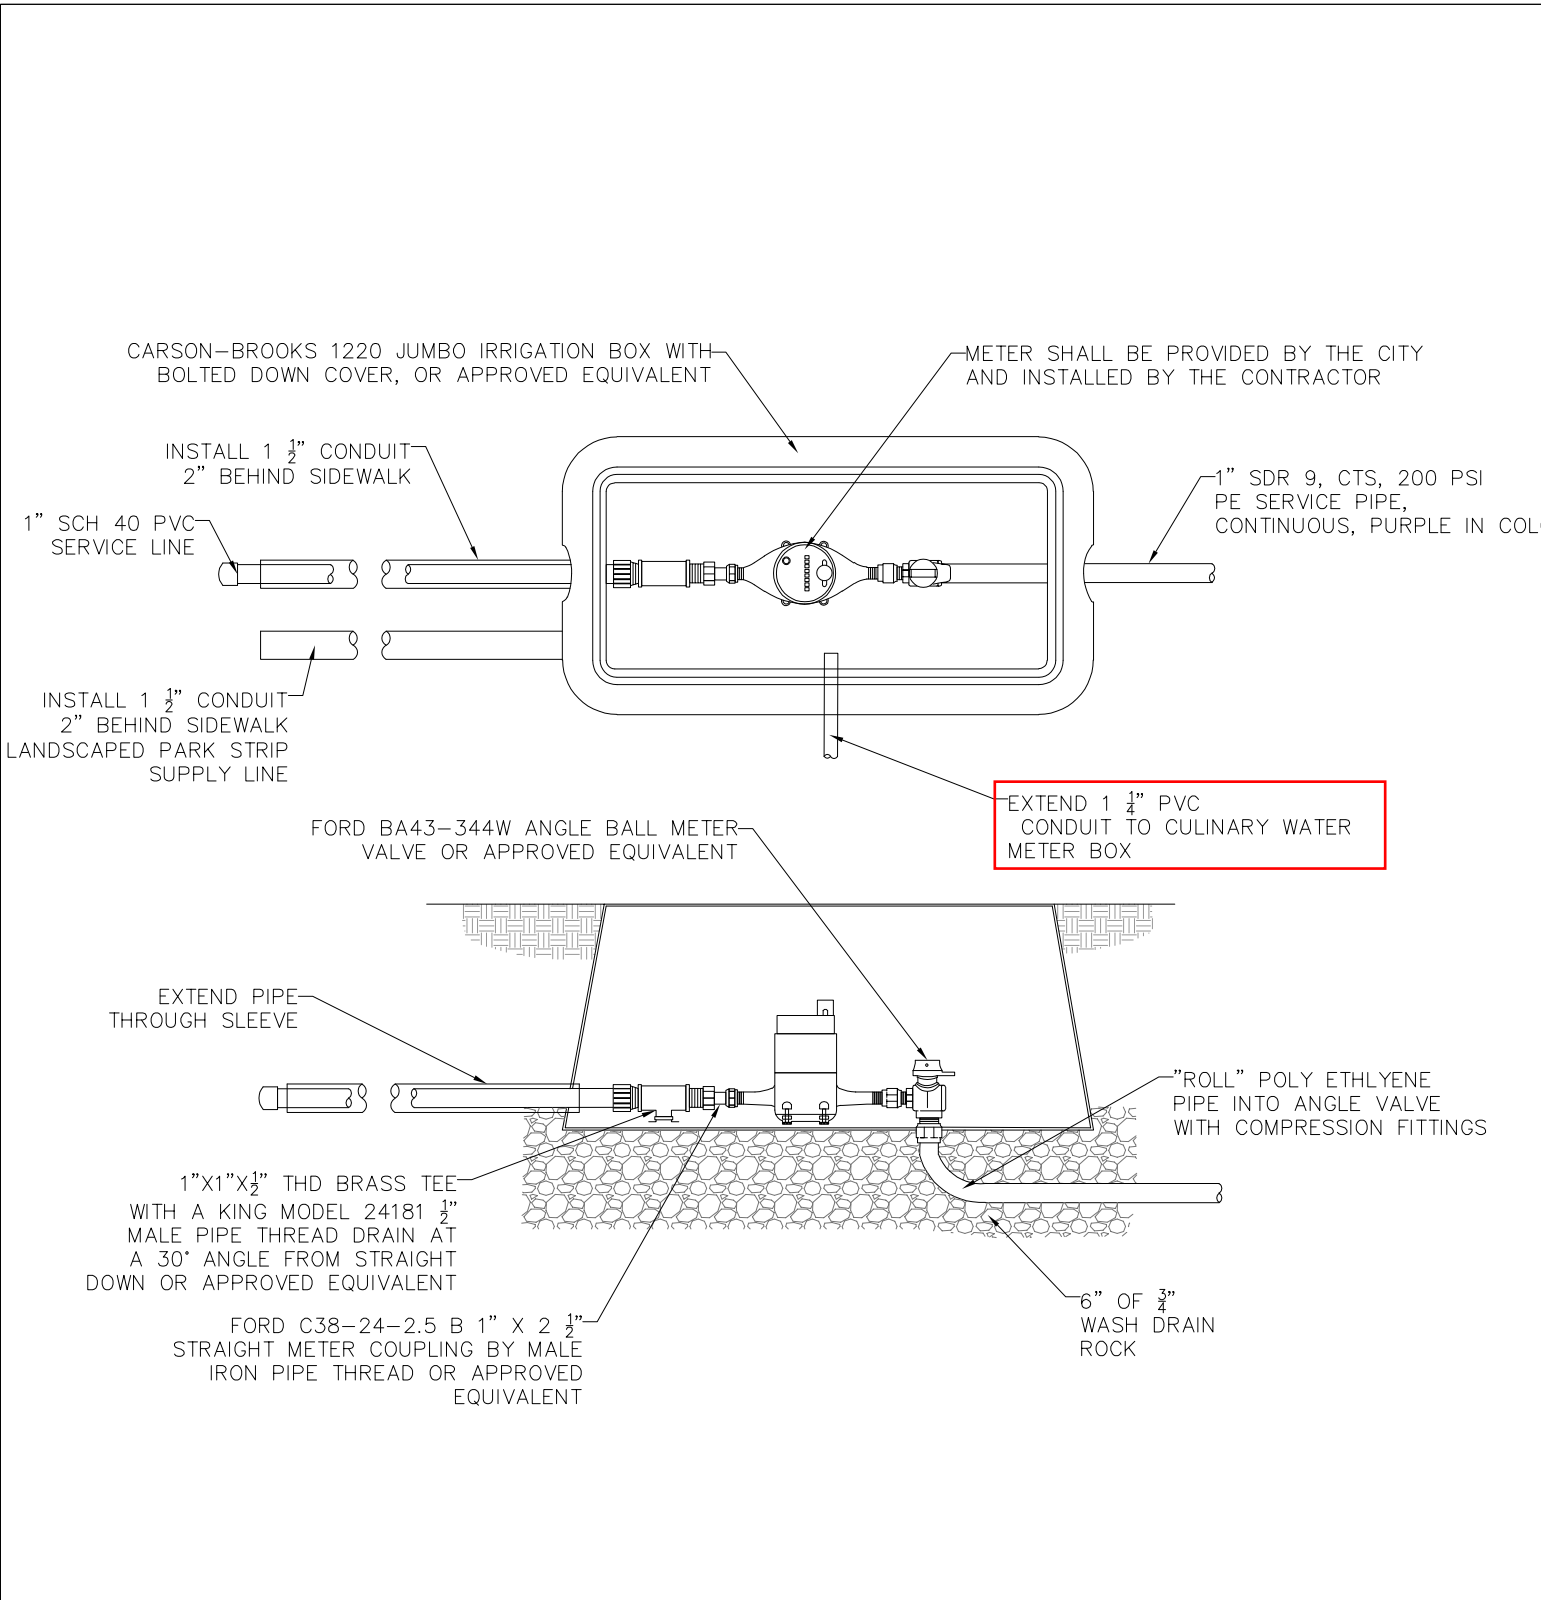 CARSON-BROOKS 1220 JUMBO IRRIGATION BOX WITH
BOLTED DOWN COVER, OR APPROVED EQUIVALENT
METER SHALL BE PROVIDED BY THE CITY
AND INSTALLED BY THE CONTRACTOR
INSTALL 1 1/2" CONDUIT
2" BEHIND SIDEWALK
1" SCH 40 PVC
SERVICE LINE
1" SDR 9, CTS, 200 PSI
PE SERVICE PIPE,
CONTINUOUS, PURPLE IN
INSTALL 1 1/2" CONDUIT
2" BEHIND SIDEWALK
LANDSCAPED PARK STRIP
SUPPLY LINE
EXTEND 1 1/4" PVC
CONDUIT TO CULINARY WATER
METER BOX
FORD BA43-344W ANGLE BALL METER
VALVE OR APPROVED EQUIVALENT
EXTEND PIPE
THROUGH SLEEVE
"ROLL" POLY ETHLYENE
PIPE INTO ANGLE VALVE
WITH COMPRESSION FITTINGS
1"X1"X1/2" THD BRASS TEE
WITH A KING MODEL 24181 1/2"
MALE PIPE THREAD DRAIN AT
A 30° ANGLE FROM STRAIGHT
DOWN OR APPROVED EQUIVALENT
FORD C38-24-2.5 B 1" X 2 1/2"
STRAIGHT METER COUPLING BY MALE
IRON PIPE THREAD OR APPROVED
EQUIVALENT
6" OF 3/4"
WASH DRAIN
ROCK